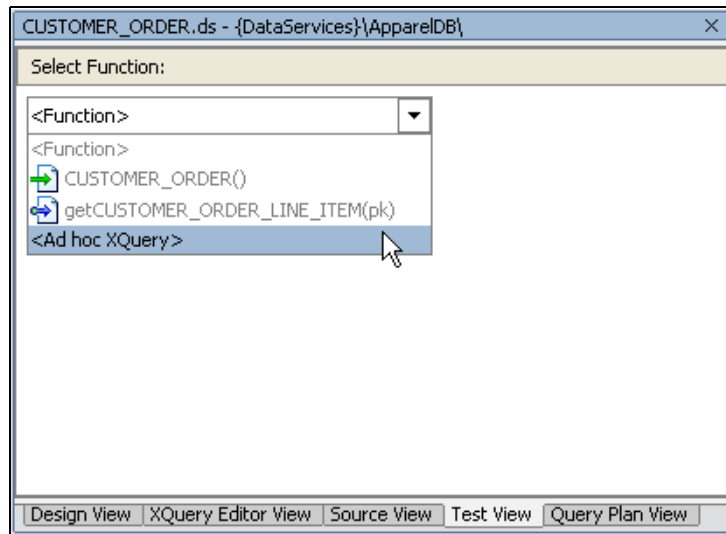 CUSTOMER_ORDER.ds - {DataServices}\ApparelDB\
Select Function:
<Function>
<Function>
CUSTOMER_ORDER()
getCUSTOMER_ORDER_LINE_ITEM(pk)
<Ad hoc XQuery>
Design View XQuery Editor View Source View Test View Query Plan View